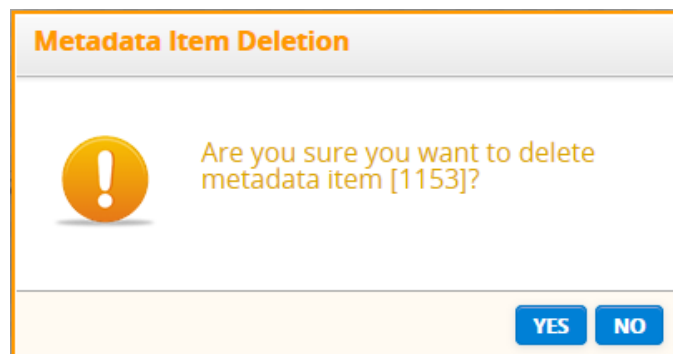 Metadata Item Deletion
Are you sure you want to delete
metadata item [1153]?
YES NO